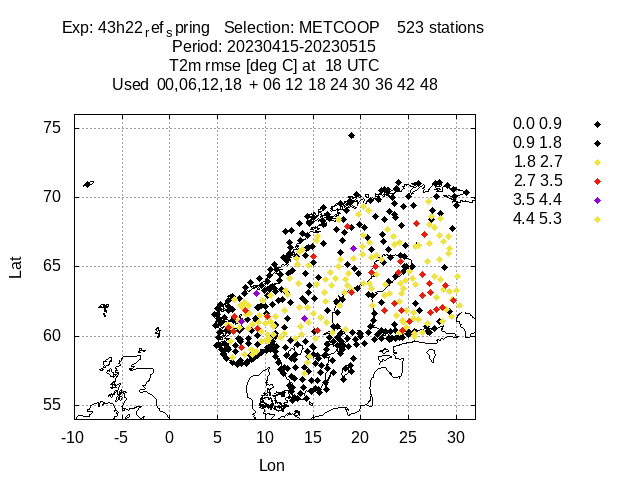 Exp: 43h22ref spring Selection: METCOOP 523 stations
Period: 20230415-20230515
T2m rmse [deg C] at 18 UTC
Used 00,06,12,18 + 06 12 18 24 30 36 42 48
75
70
65
60
55
Lat
-10 -5 0 5 10 15 20 25 30
Lon
0.0 0.9
0.9 1.8
1.8 2.7
2.7 3.5
3.5 4.4
4.4 5.3